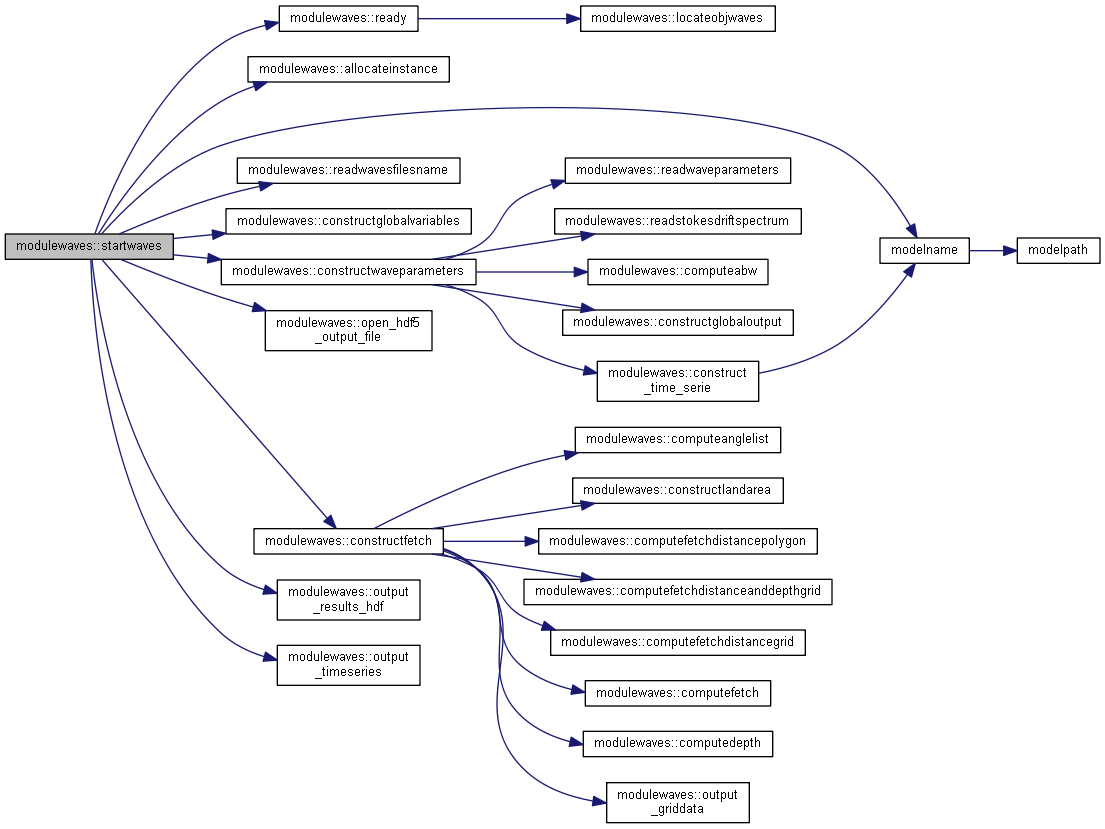 modulewaves::ready
modulewaves::locateobjwaves
modulewaves::allocateinstance
modulewaves::readwavesfilesname
modulewaves::readwaveparameters
modulewaves::constructglobalvariables
modulewaves::readstokesdriftspectrum
modulewaves::startwaves
modelname
modelpath
modulewaves::constructwaveparameters
modulewaves::computeabw
modulewaves::open_hdf5
_output_file
modulewaves::constructglobaloutput
modulewaves::construct
_time_serie
modulewaves::computeanglelist
modulewaves::constructlandarea
modulewaves::constructfetch
modulewaves::computefetchdistancepolygon
modulewaves::output
_results_hdf
modulewaves::computefetchdistanceanddepthgrid
modulewaves::computefetchdistancegrid
modulewaves::output
_timeseries
modulewaves::computefetch
modulewaves::computedepth
modulewaves::output
_griddata